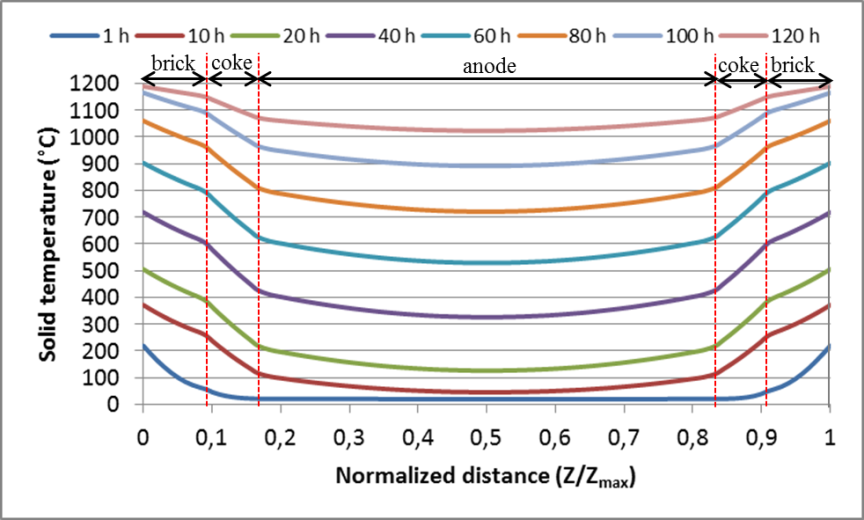 1 h 10 h 20 h 40 h 60 h 80 h 100 h 120 h
brick coke anode coke brick
1200
1100
1000
900
800
700
600
500
400
300
200
100
0
Solid temperature (°C)
0 0,1 0,2 0,3 0,4 0,5 0,6 0,7 0,8 0,9 1
Normalized distance (Z/Zmax)